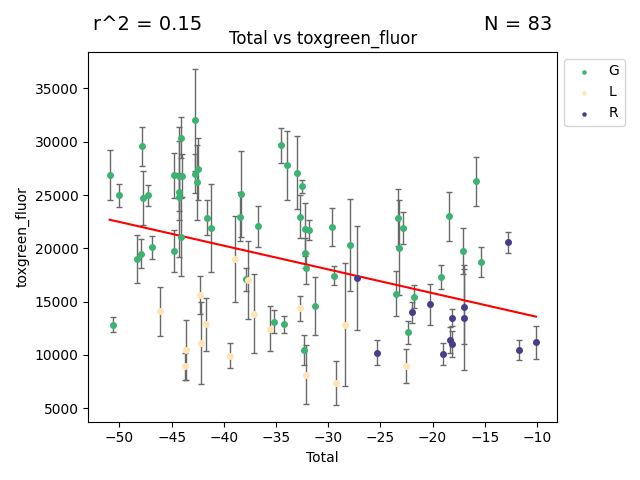 r^2 = 0.15 N = 83
Total vs toxgreen_fluor
35000
30000
25000
20000
15000
10000
5000
toxgreen_fluor
−50 −45 −40 −35 −30 −25 −20 −15 −10
Total
G
L
R